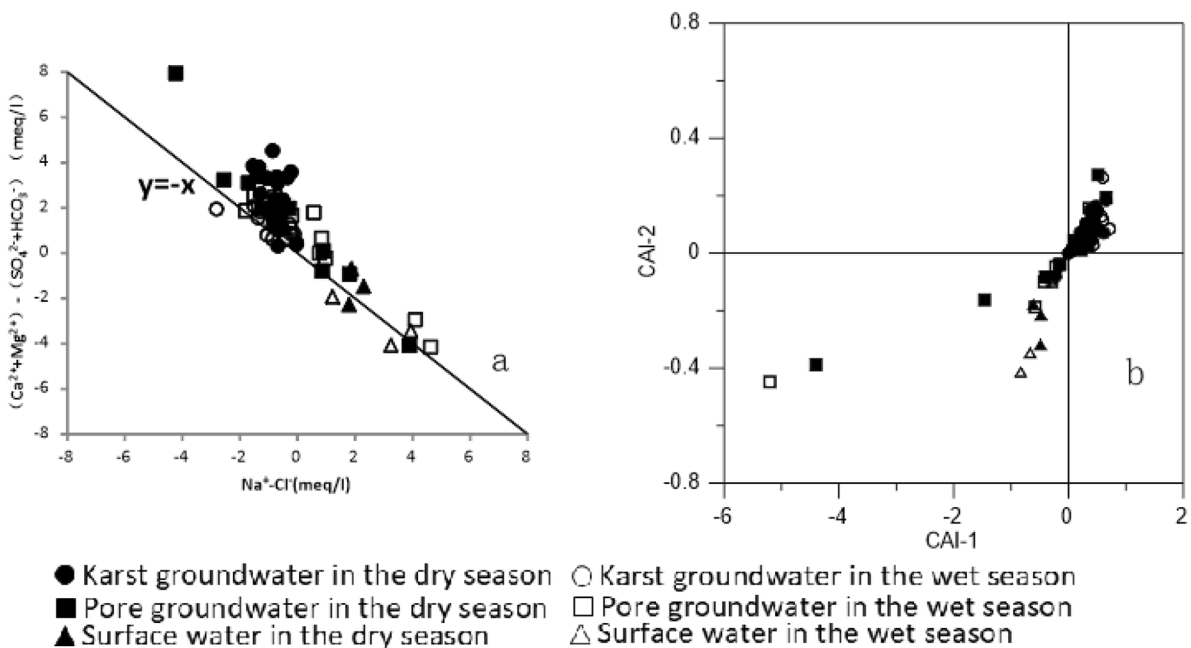 (Ca²⁺+Mg²⁺) - (SO₄²⁻+HCO₃⁻) (meq/l)
8
6
4
2
0
-2
-4
-6
-8
y=-x
a
-8
-6
-4
-2
0
2
4
6
8
Na⁺-Cl⁻(meq/l)
CAI-2
0.8
0.4
0
-0.4
-0.8
b
-6
-4
-2
0
2
CAI-1
Karst groundwater in the dry season
Karst groundwater in the wet season
Pore groundwater in the dry season
Pore groundwater in the wet season
Surface water in the dry season
Surface water in the wet season